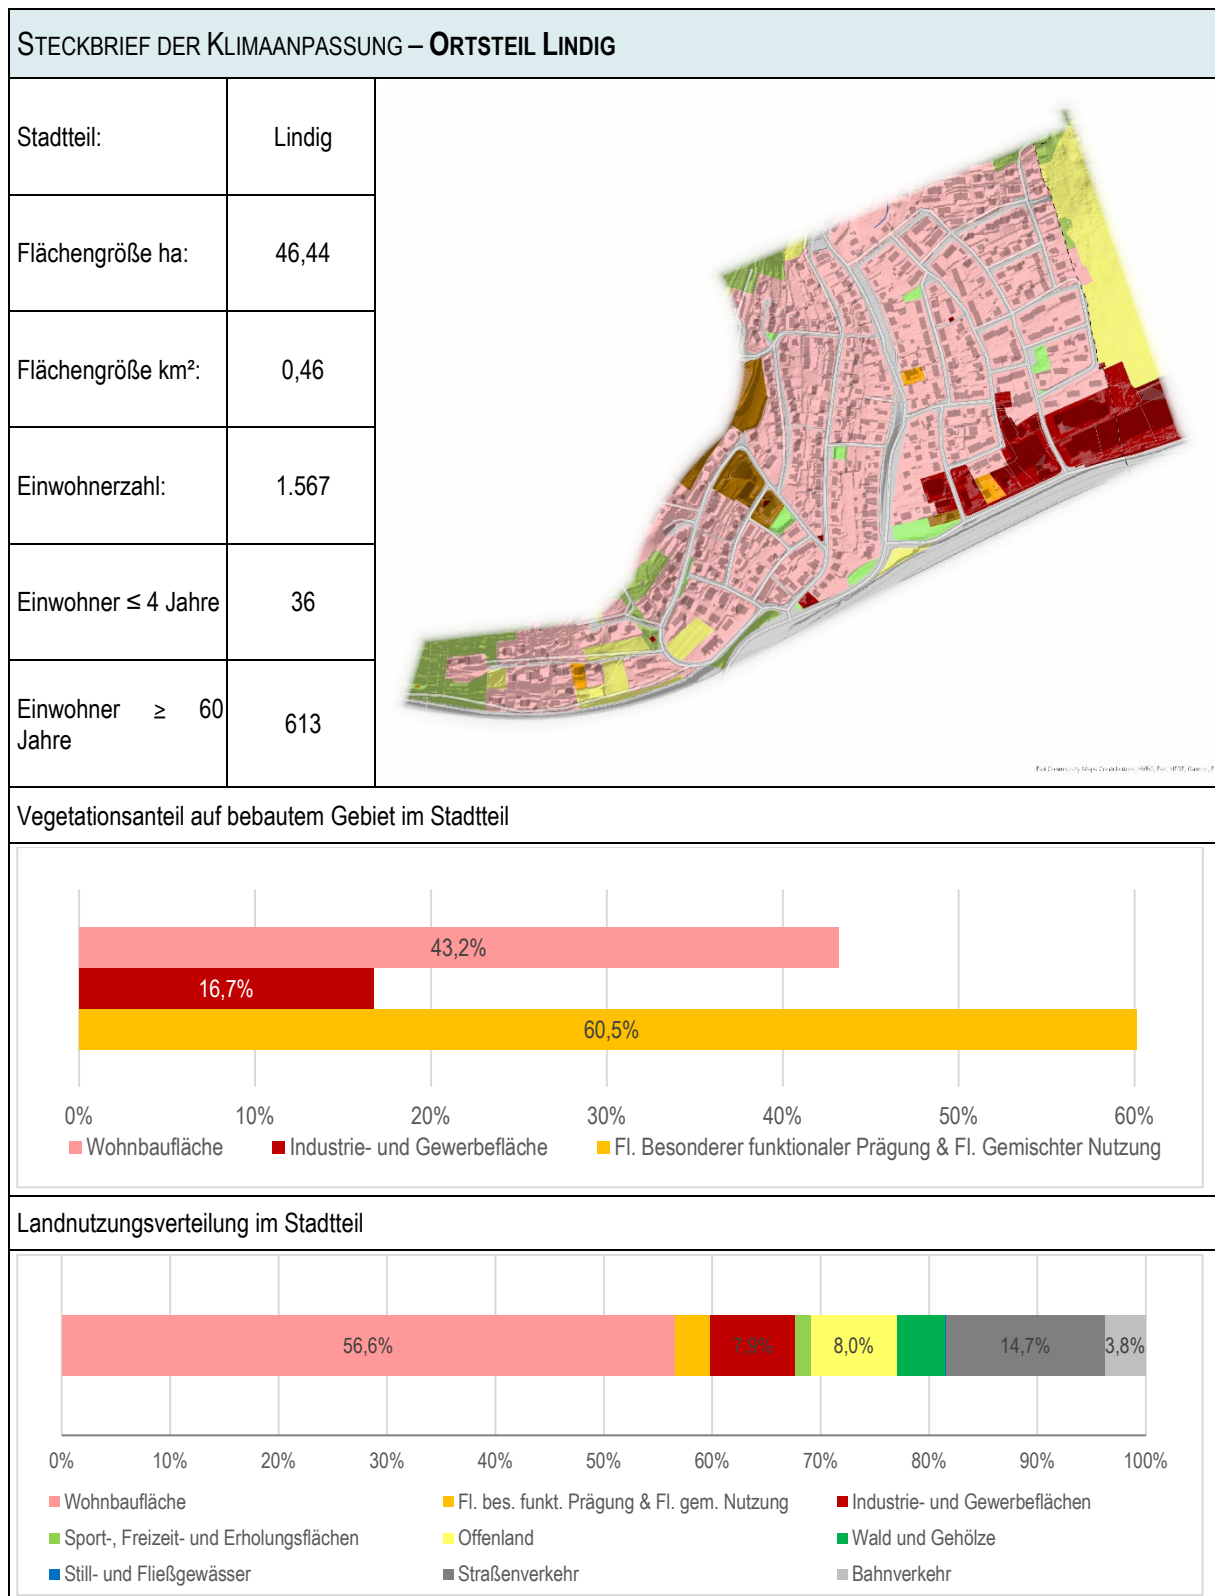 STECKBRIEF DER KLIMAANPASSUNG – ORTSTEIL LINDIG
Stadtteil: Lindig
Flächengröße ha: 46,44
Flächengröße km²: 0,46
Einwohnerzahl: 1.567
Einwohner ≤ 4 Jahre 36
Einwohner ≥ 60
Jahre
613
Vegetationsanteil auf bebautem Gebiet im Stadtteil
43,2%
16,7%
60,5%
0% 10% 20% 30% 40% 50% 60%
Wohnbaufläche Industrie- und Gewerbefläche Fl. Besonderer funktionaler Prägung & Fl. Gemischter Nutzung
Landnutzungsverteilung im Stadtteil
56,6% 7,9% 8,0% 14,7% 3,8%
0% 10% 20% 30% 40% 50% 60% 70% 80% 90% 100%
Wohnbaufläche Fl. bes. funkt. Prägung & Fl. gem. Nutzung Industrie- und Gewerbeflächen
Sport-, Freizeit- und Erholungsflächen Offenland Wald und Gehölze
Still- und Fließgewässer Straßenverkehr Bahnverkehr